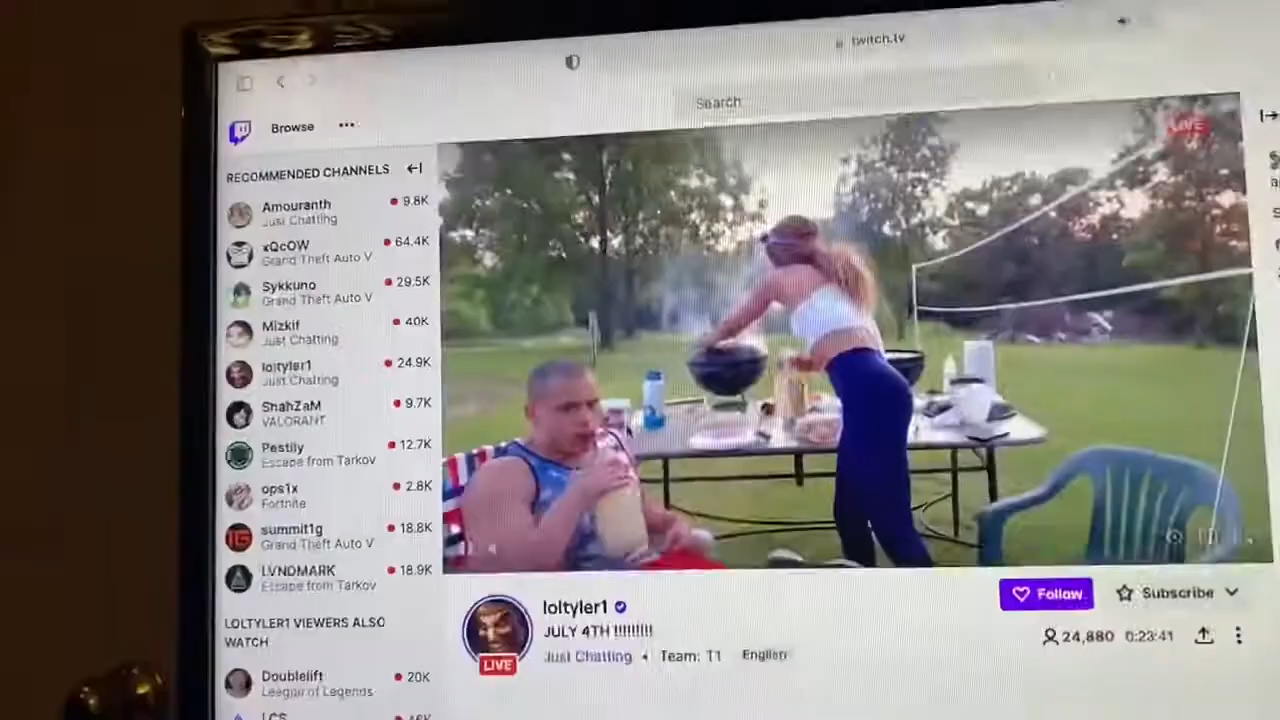 twitch.tv
Search
Browse
RECOMMENDED CHANNELS
Amouranth 9.8K
Just Chatting
xQcOW 64.4K
Grand Theft Auto V
Sykkuno 29.5K
Grand Theft Auto V
Mizkif 40K
Just Chatting
loltyler1 24.9K
Just Chatting
ShahZaM 9.7K
VALORANT
Pestily 12.7K
Escape from Tarkov
ops1x 2.8K
Fortnite
summit1g 18.8K
Grand Theft Auto V
LVNDMARK 18.9K
Escape from Tarkov
LOLTYLER1 VIEWERS ALSO
WATCH
Doublelift 20K
League of Legends
LCS
LIVE
loltyler1
JULY 4TH !!!!!!!!!
Just Chatting Team: T1 English
LIVE
Follow
Subscribe
24,880 0:23:41